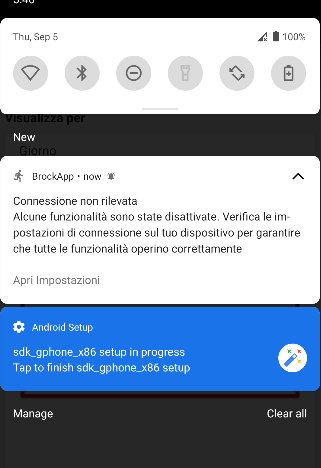 Thu, Sep 5
100%
Visualizza per
New
Giorno
BrockApp • now
Connessione non rilevata
Alcune funzionalità sono state disattivate. Verifica le im-
postazioni di connessione sul tuo dispositivo per garantire
che tutte le funzionalità operino correttamente
Apri Impostazioni
Android Setup
sdk_gphone_x86 setup in progress
Tap to finish sdk_gphone_x86 setup
Manage
Clear all